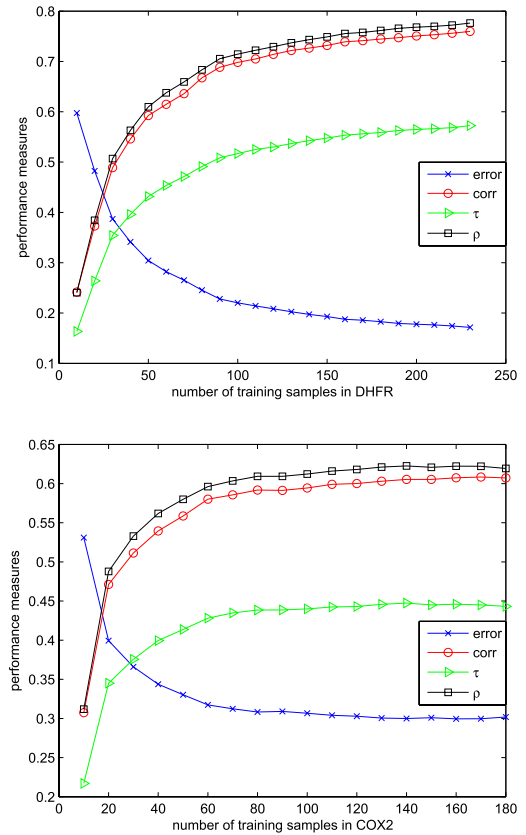 0.8
0.7
0.6
0.5
0.4
0.3
0.2
0.1
performance measures
error
corr
τ
ρ
0 50 100 150 200 250
number of training samples in DHFR
0.65
0.6
0.55
0.5
0.45
0.4
0.35
0.3
0.25
0.2
performance measures
error
corr
τ
ρ
0 20 40 60 80 100 120 140 160 180
number of training samples in COX2